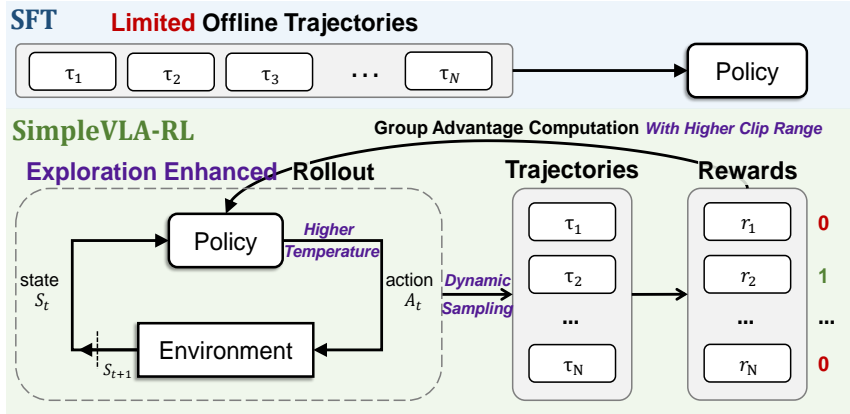 SFT
Limited Offline Trajectories
τ1 τ2 τ3 ... τN
Policy
SimpleVLA-RL
Group Advantage Computation With Higher Clip Range
Exploration Enhanced Rollout
Trajectories
Rewards
Policy
Higher
Temperature
state
St
action
At
Environment
St+1
Dynamic
Sampling
τ1
τ2
...
τN
r1
r2
...
rN
0
1
...
0